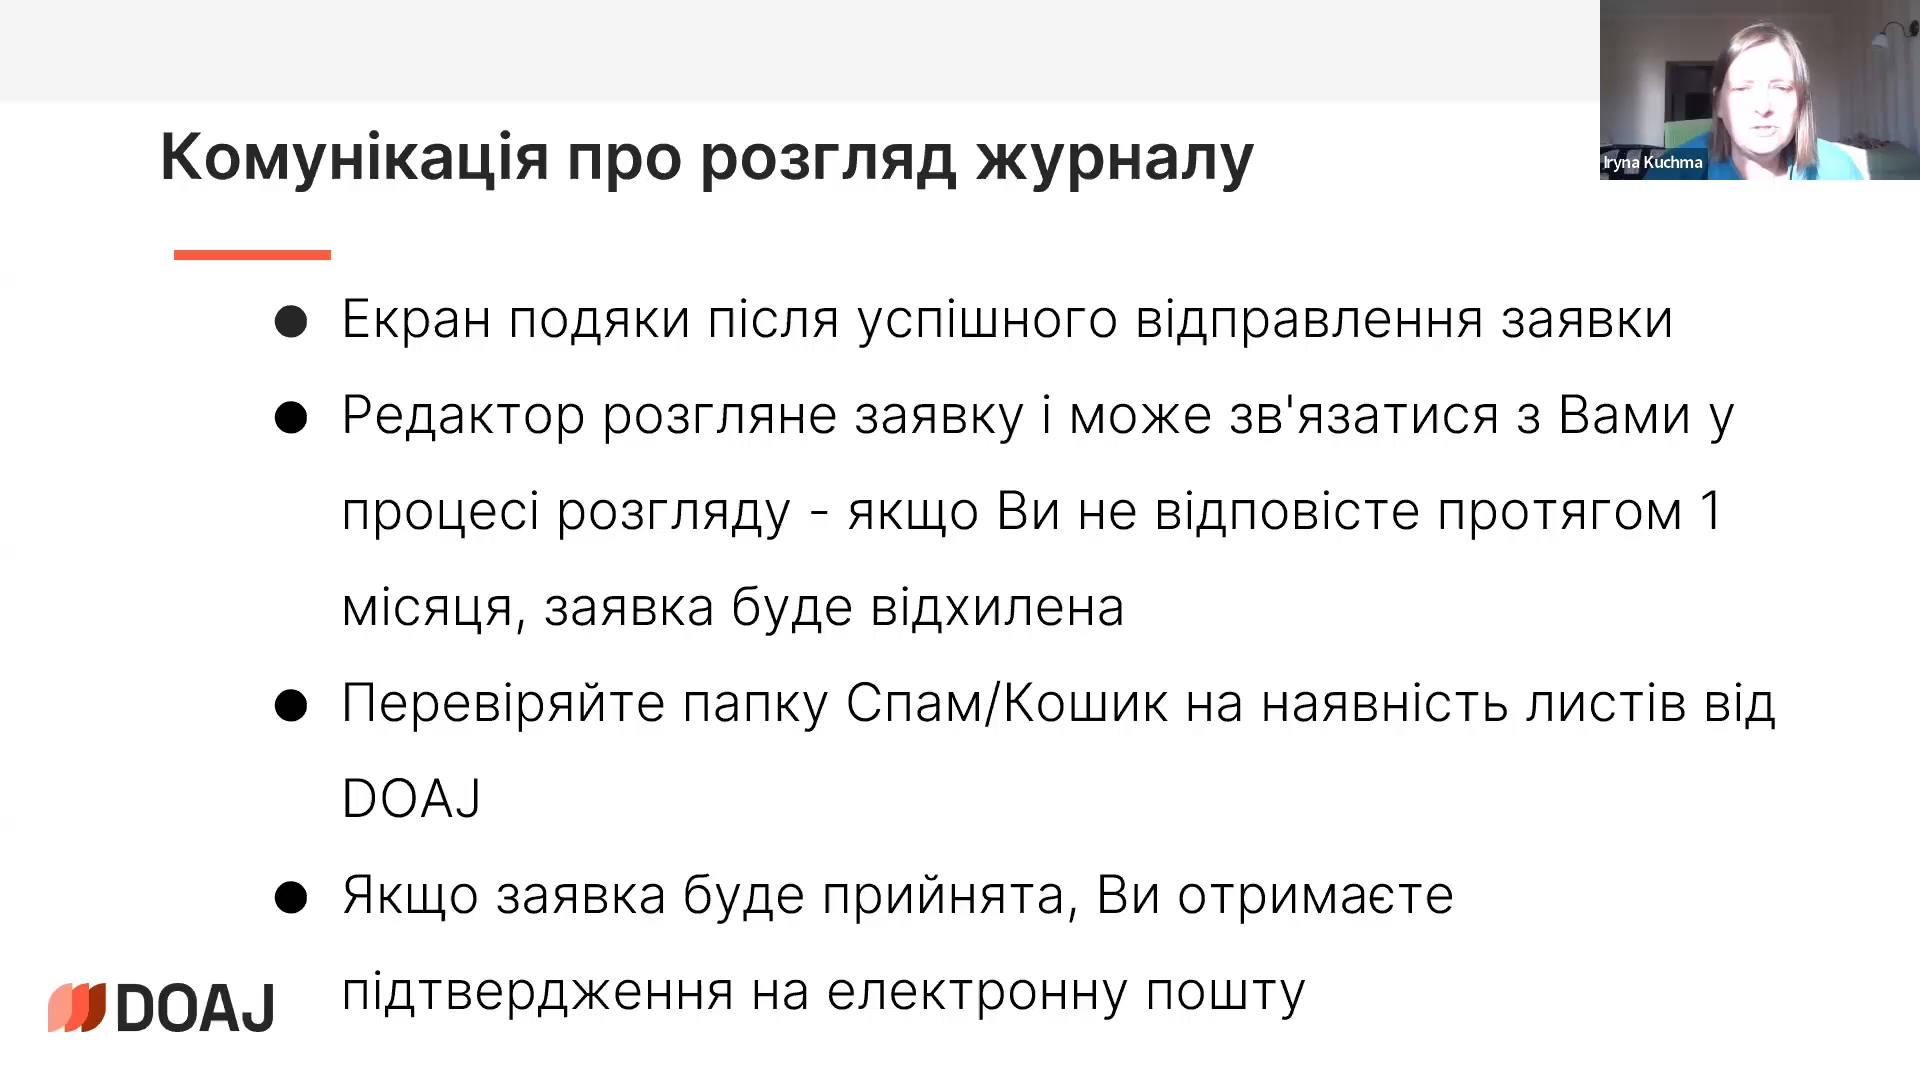 Комунікація про розгляд журналу
Iryna Kuchma
● Екран подяки після успішного відправлення заявки
● Редактор розгляне заявку і може зв'язатися з Вами у
процесі розгляду - якщо Ви не відповісте протягом 1
місяця, заявка буде відхилена
● Перевіряйте папку Спам/Кошик на наявність листів від
DOAJ
● Якщо заявка буде прийнята, Ви отримаєте
підтвердження на електронну пошту
DOAJ